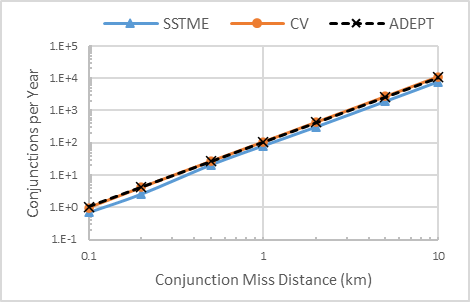 SSTME CV ADEPT
1.E+5
1.E+4
1.E+3
1.E+2
1.E+1
1.E+0
1.E-1
Conjunctions per Year
0.1 1 10
Conjunction Miss Distance (km)